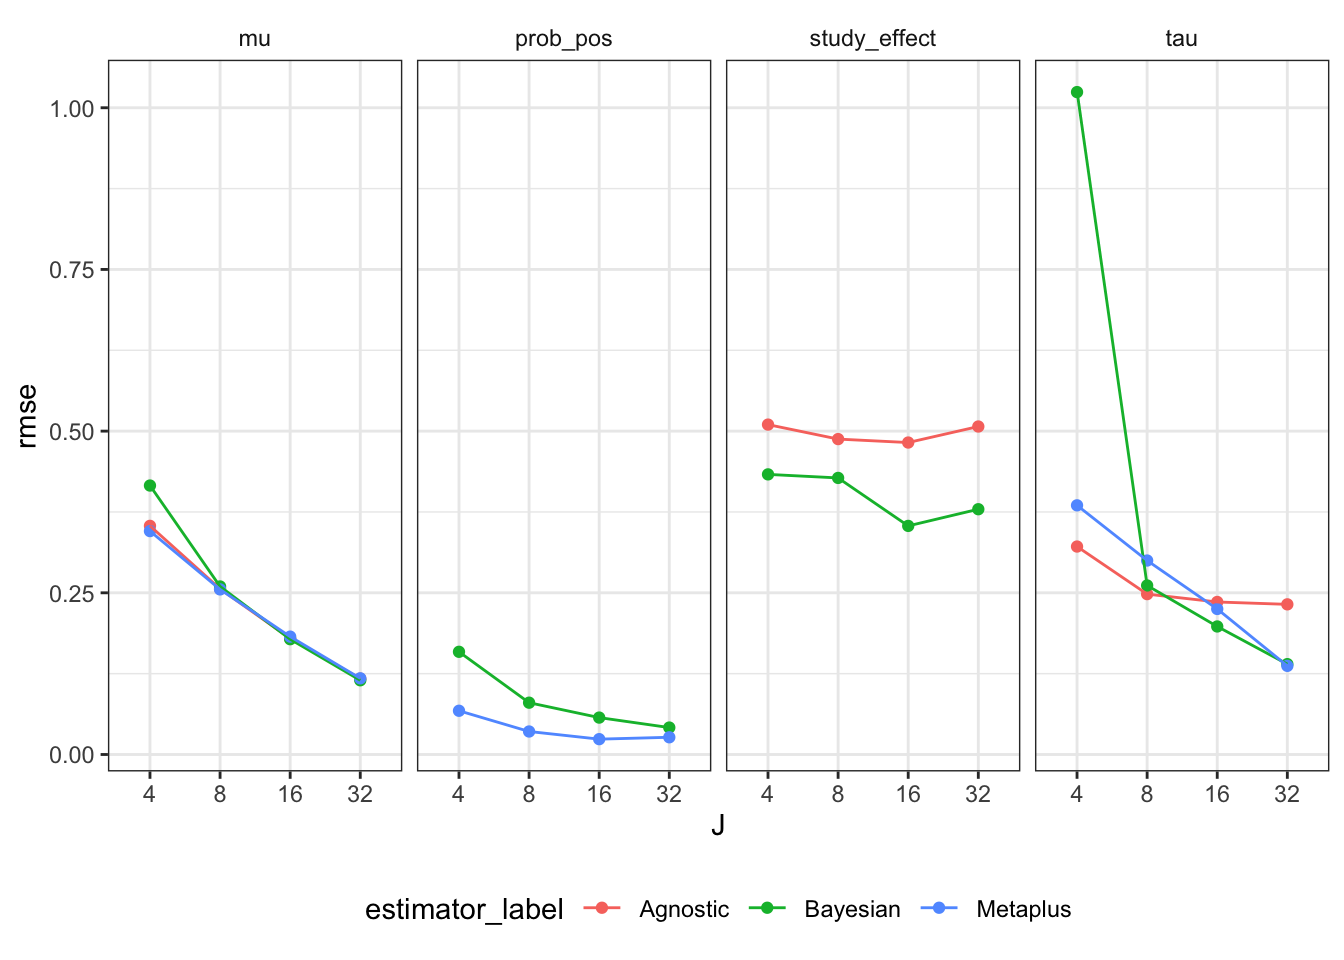 mu prob_pos study_effect tau
1.00
0.75
0.50
0.25
0.00
rmse
4 8 16 32 4 8 16 32 4 8 16 32 4 8 16 32
J
estimator_label Agnostic Bayesian Metaplus